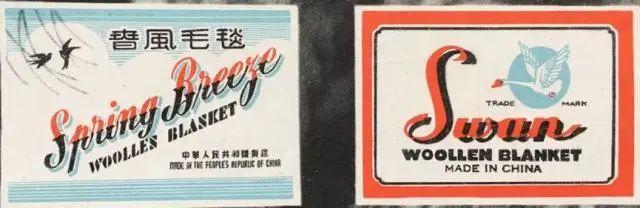 春風毛毯
Spring Breeze
WOOLLEN BLANKET
中華人民共和國製造
MADE IN THE PEOPLE'S REPUBLIC OF CHINA
Swan
TRADE MARK
WOOLLEN BLANKET
MADE IN CHINA